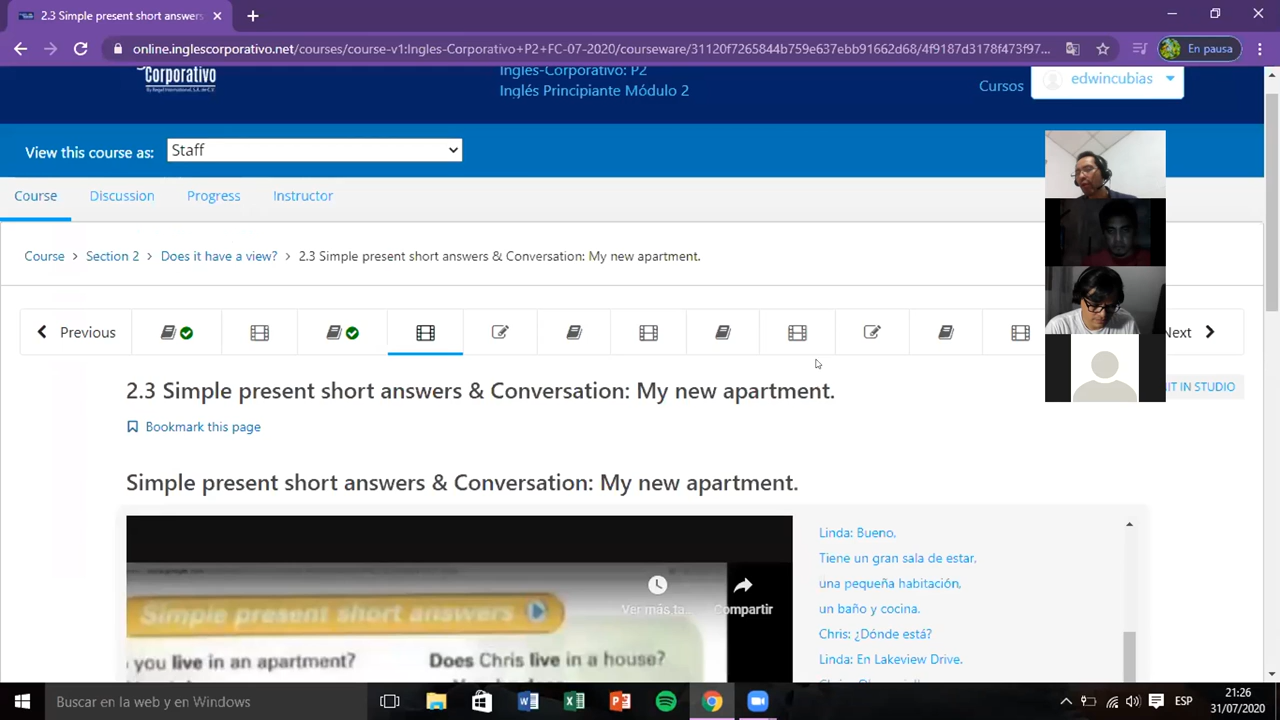 2.3 Simple present short answers
online.inglescorporativo.net/courses/course-v1:Ingles-Corporativo+P2+FC-07-2020/courseware/31120f7265844b759e637ebb91662d68/4f9187d3178f473f97...
En pausa
Corporativo
Ingles-Corporativo: P2
Inglés Principiante Módulo 2
Cursos
edwincubias
View this course as:
Staff
Course
Discussion
Progress
Instructor
Course > Section 2 > Does it have a view? > 2.3 Simple present short answers & Conversation: My new apartment.
Previous
Next
2.3 Simple present short answers & Conversation: My new apartment.
IT IN STUDIO
Bookmark this page
Simple present short answers & Conversation: My new apartment.
Simple present short answers
Ver más ta...
Compartir
you live in an apartment?
Does Chris live in a house?
Linda: Bueno,
Tiene un gran sala de estar,
una pequeña habitación,
un baño y cocina.
Chris: ¿Dónde está?
Linda: En Lakeview Drive.
Buscar en la web y en Windows
ESP
21:26
31/07/2020